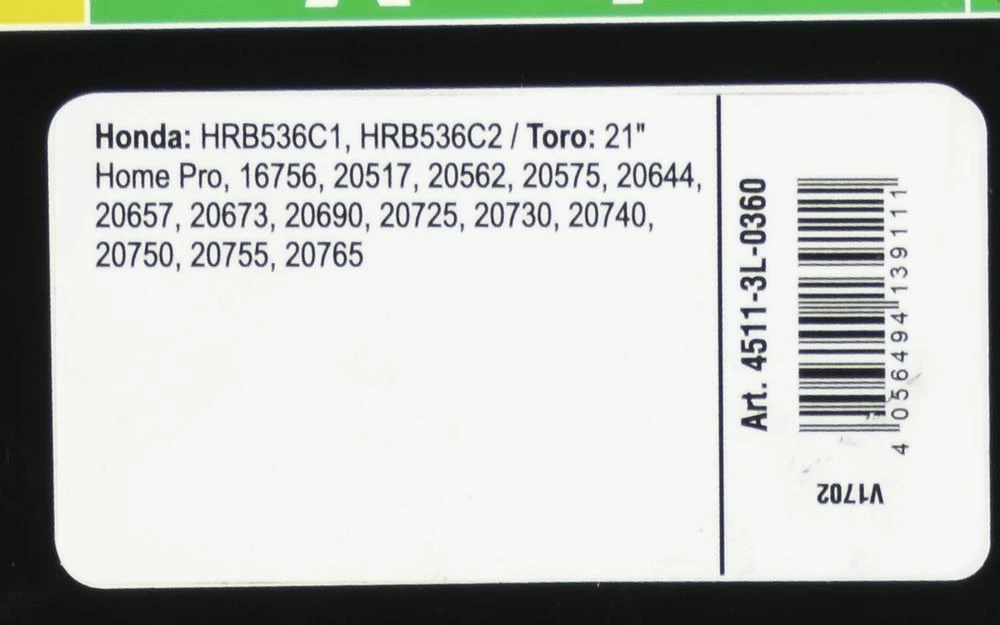 Honda: HRB536C1, HRB536C2 / Toro: 21"
Home Pro, 16756, 20517, 20562, 20575, 20644,
20657, 20673, 20690, 20725, 20730, 20740,
20750, 20755, 20765
Art. 4511-3L-0360
4 056494 139111
V1702